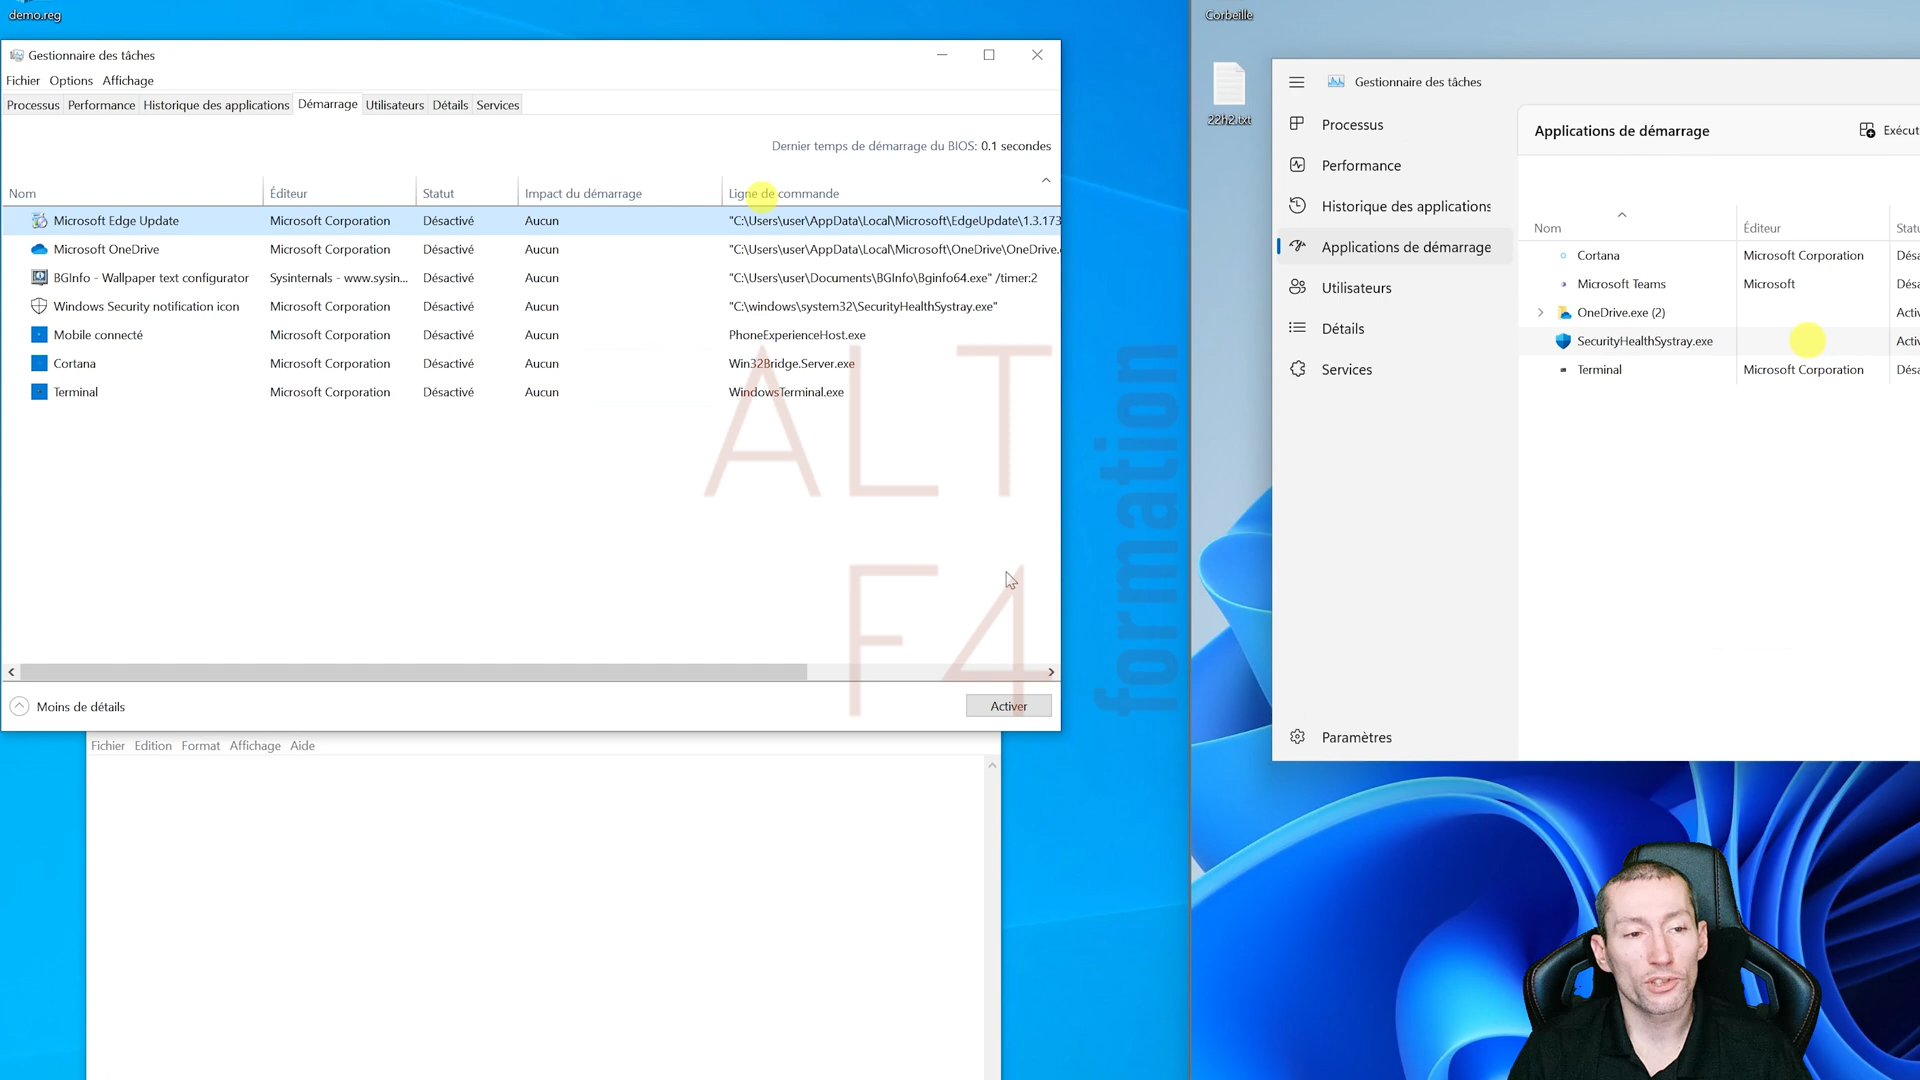 demo.reg
Gestionnaire des tâches
Fichier Options Affichage
Processus Performance Historique des applications Démarrage Utilisateurs Détails Services
Dernier temps de démarrage du BIOS: 0.1 secondes
Nom Éditeur Statut Impact du démarrage Ligne de commande
Microsoft Edge Update Microsoft Corporation Désactivé Aucun "C:\Users\user\AppData\Local\Microsoft\EdgeUpdate\1.3.173
Microsoft OneDrive Microsoft Corporation Désactivé Aucun "C:\Users\user\AppData\Local\Microsoft\OneDrive\OneDrive.
BGInfo - Wallpaper text configurator Sysinternals - www.sysin... Désactivé Aucun "C:\Users\user\Documents\BGInfo\Bginfo64.exe" /timer:2
Windows Security notification icon Microsoft Corporation Désactivé Aucun "C:\windows\system32\SecurityHealthSystray.exe"
Mobile connecté Microsoft Corporation Désactivé Aucun PhoneExperienceHost.exe
Cortana Microsoft Corporation Désactivé Aucun Win32Bridge.Server.exe
Terminal Microsoft Corporation Désactivé Aucun WindowsTerminal.exe
ALT
F4
formation
Moins de détails Activer
Fichier Edition Format Affichage Aide
Corbeille
22h2.txt
Gestionnaire des tâches
Processus
Performance
Historique des applications
Applications de démarrage
Utilisateurs
Détails
Services
Paramètres
Applications de démarrage Exécut
Nom Éditeur Statu
Cortana Microsoft Corporation Désa
Microsoft Teams Microsoft Désa
OneDrive.exe (2) Activ
SecurityHealthSystray.exe Activ
Terminal Microsoft Corporation Désa